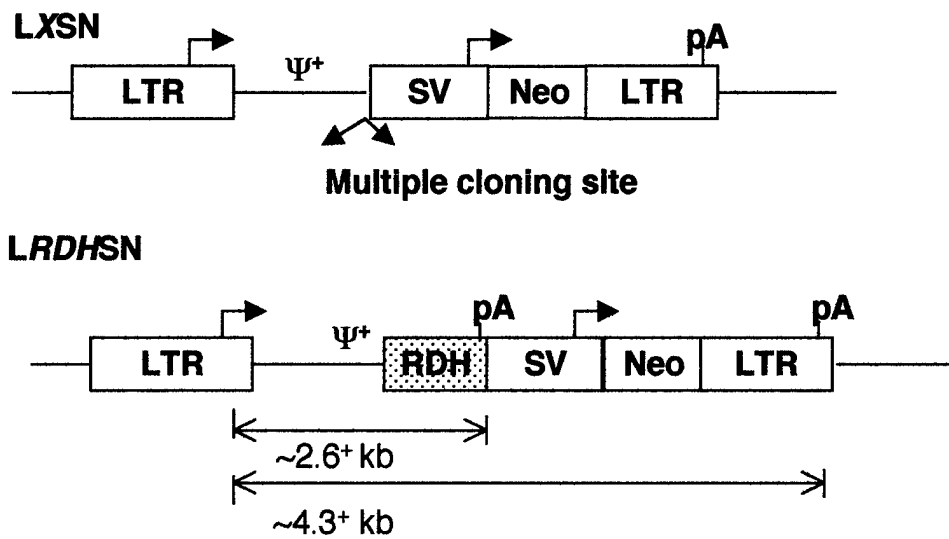 LXSN
pA
Ψ+
LTR SV Neo LTR
Multiple cloning site
LRDHSN
pA pA
Ψ+
LTR RDH SV Neo LTR
~2.6+ kb
~4.3+ kb